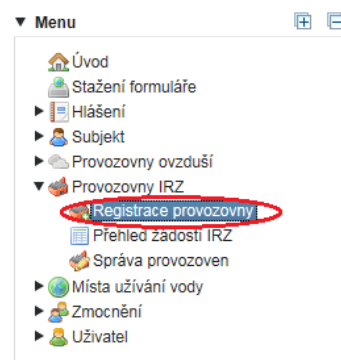 Menu
Úvod
Stažení formuláře
Hlášení
Subjekt
Provozovny ovzduší
Provozovny IRZ
Registrace provozovny
Přehled žádostí IRZ
Správa provozoven
Místa užívání vody
Zmocnění
Uživatel